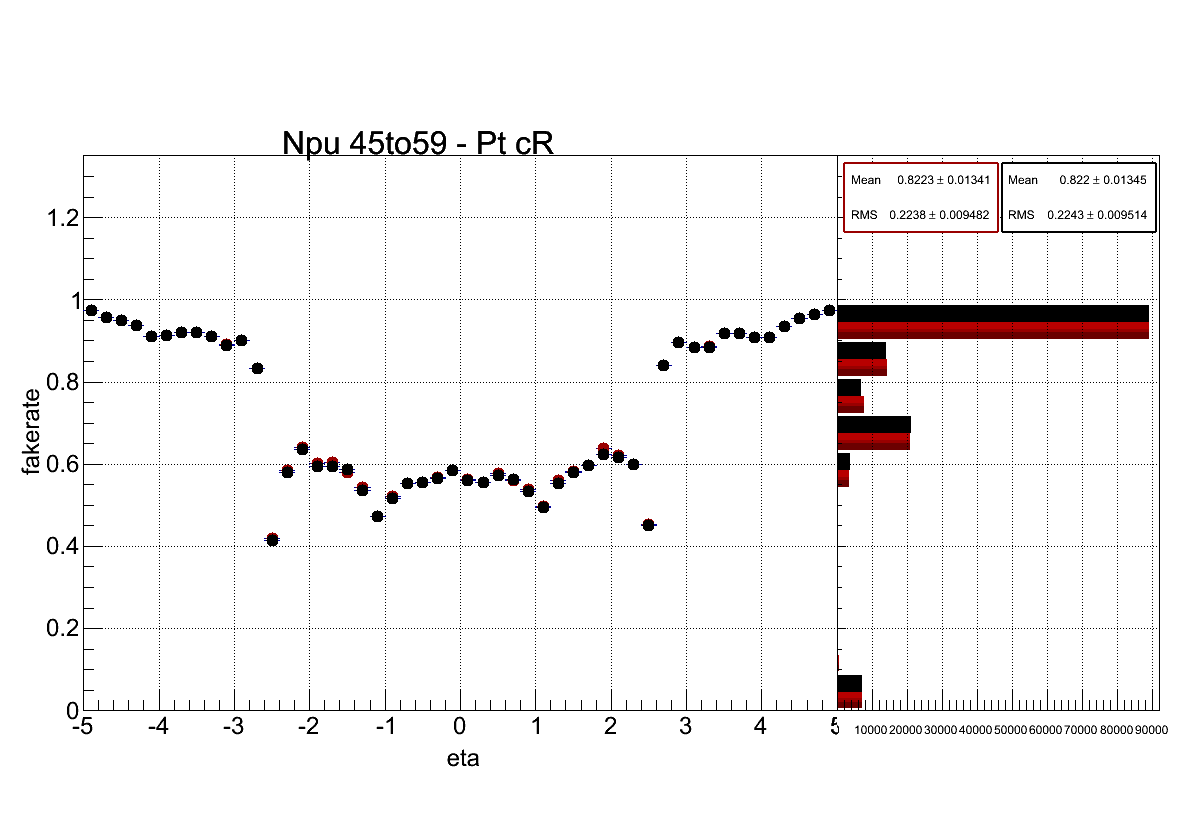 Npu 45to59 - Pt cR
Mean 0.8223 ± 0.01341
RMS 0.2238 ± 0.009482
Mean 0.822 ± 0.01345
RMS 0.2243 ± 0.009514
fakerate
1.2
1
0.8
0.6
0.4
0.2
0
-5 -4 -3 -2 -1 0 1 2 3 4 5
10000 20000 30000 40000 50000 60000 70000 80000 90000
eta